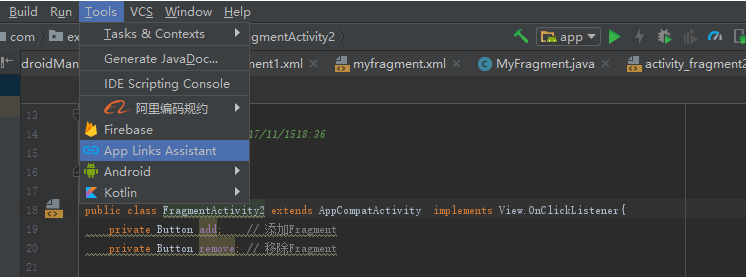 Build Run Tools VCS Window Help
com ex gmentActivity2 app
droidMan ent1.xml myfragment.xml MyFragment.java activity_fragment2
Tasks & Contexts
Generate JavaDoc...
IDE Scripting Console
阿里编码规约
Firebase
App Links Assistant
Android
Kotlin
13
14 17/11/1518:36
15
16
17
18 public class FragmentActivity2 extends AppCompatActivity implements View.OnClickListener{
19 private Button add; // 添加Fragment
20 private Button remove; // 移除Fragment